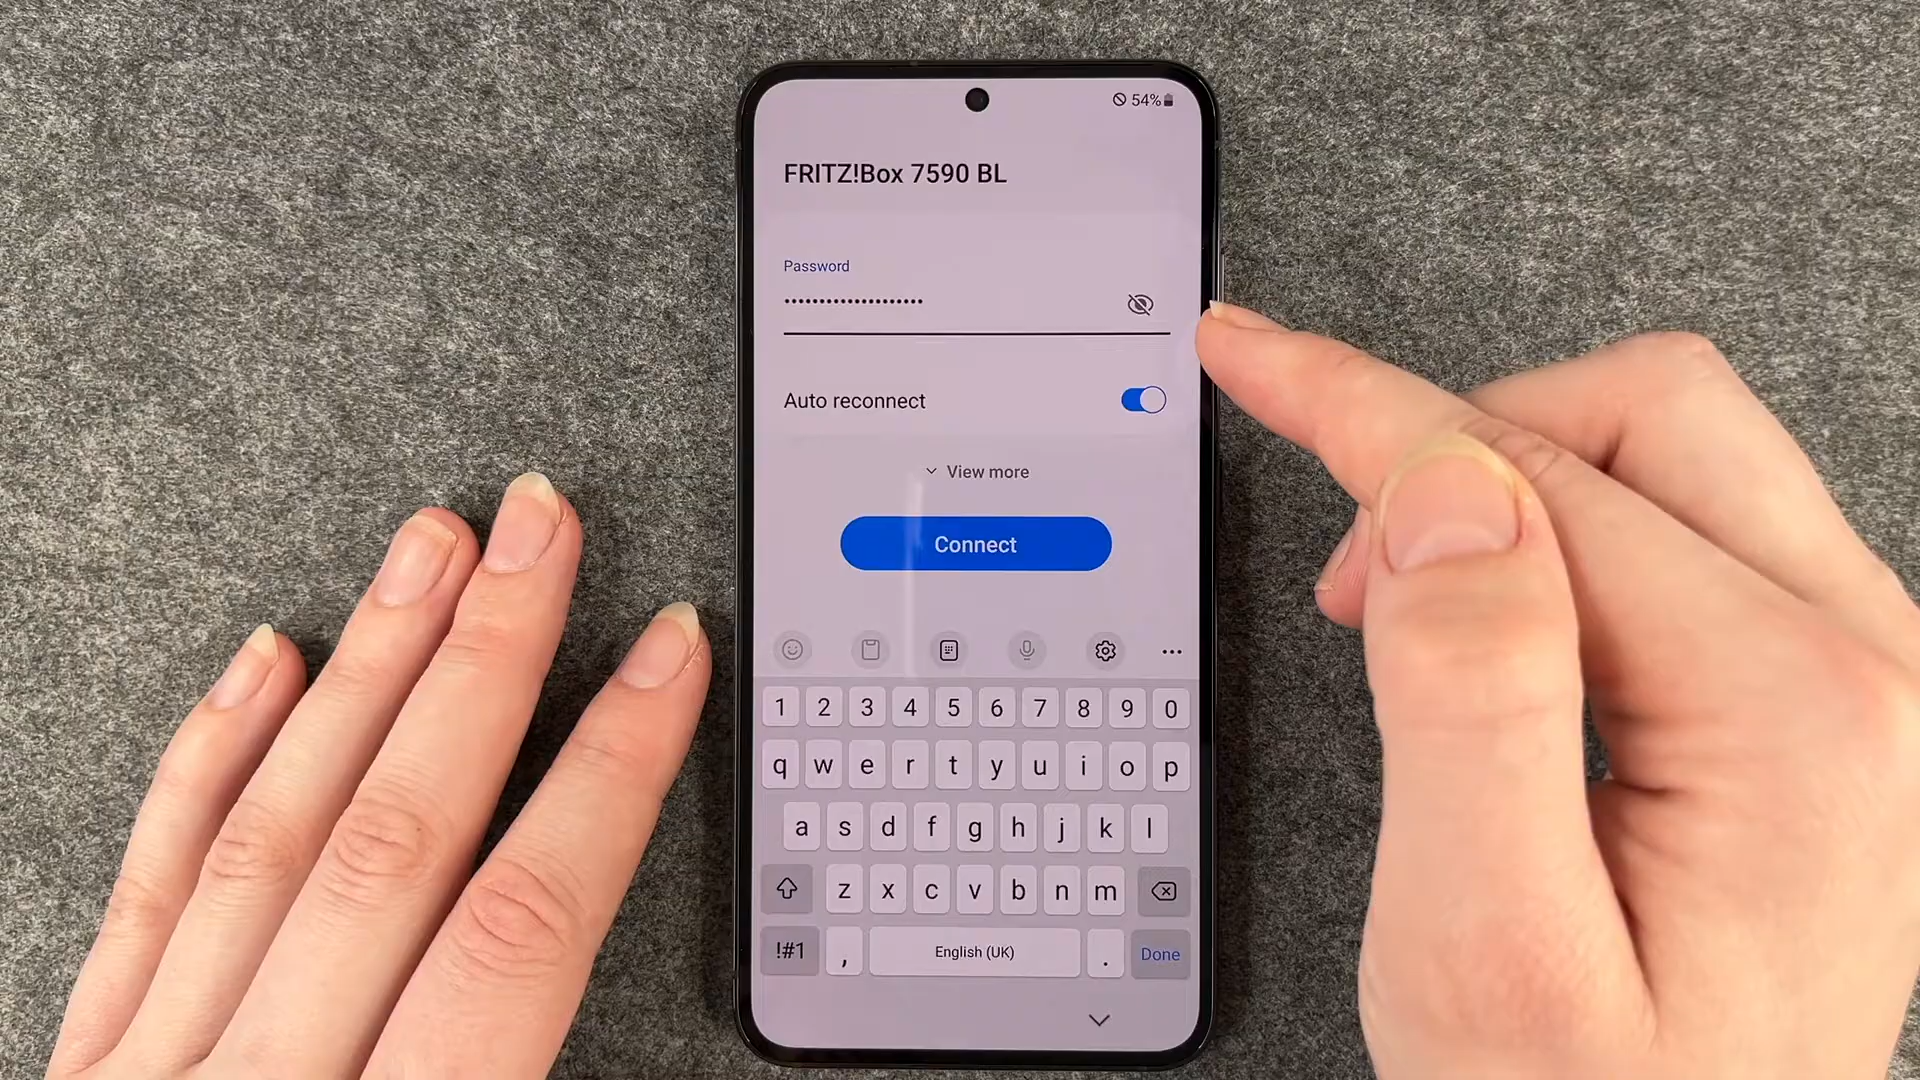 54%
FRITZ!Box 7590 BL
Password
••••••••••••••••••••
Auto reconnect
View more
Connect
1 2 3 4 5 6 7 8 9 0
q w e r t y u i o p
a s d f g h j k l
z x c v b n m
!#1 , English (UK) . Done